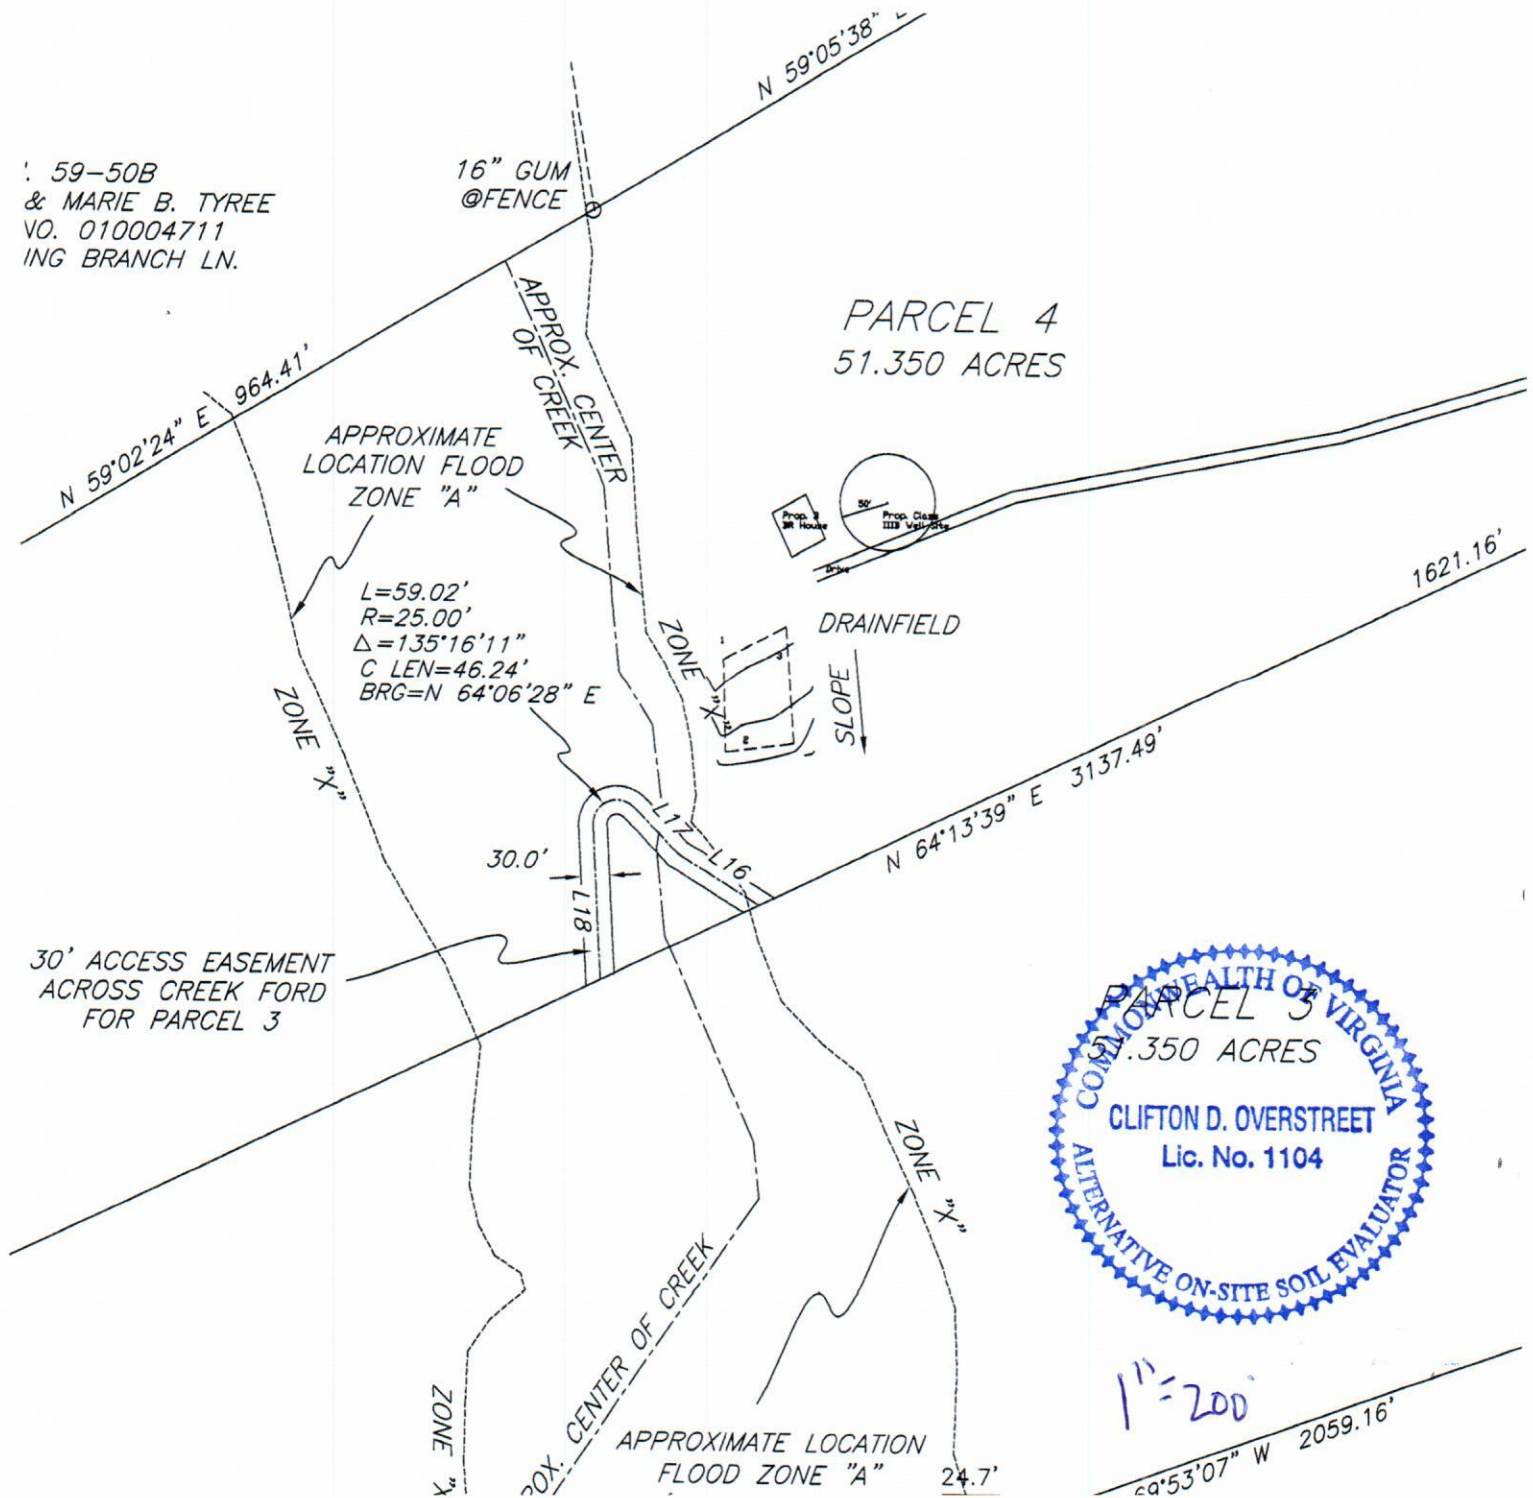 N 59°05'38" E
16" GUM
@FENCE
'. 59-50B
& MARIE B. TYREE
NO. 010004711
ING BRANCH LN.
APPROX. CENTER
OF CREEK
PARCEL 4
51.350 ACRES
N 59°02'24" E 964.41'
APPROXIMATE
LOCATION FLOOD
ZONE "A"
50'
Prop. 3
BR House
Prop. Class
IIIB Well Site
Drive
1621.16'
L=59.02'
R=25.00'
Δ=135°16'11"
C LEN=46.24'
BRG=N 64°06'28" E
ZONE "X"
ZONE "X"
1
3
2
DRAINFIELD
SLOPE
N 64°13'39" E 3137.49'
L17
L16
30.0'
L18
30' ACCESS EASEMENT
ACROSS CREEK FORD
FOR PARCEL 3
PARCEL 3
51.350 ACRES
COMMONWEALTH OF VIRGINIA
CLIFTON D. OVERSTREET
Lic. No. 1104
ALTERNATIVE ON-SITE SOIL EVALUATOR
ZONE "X"
1"=200'
OX. CENTER OF CREEK
ZONE "X"
APPROXIMATE LOCATION
FLOOD ZONE "A"
24.7'
69°53'07" W 2059.16'